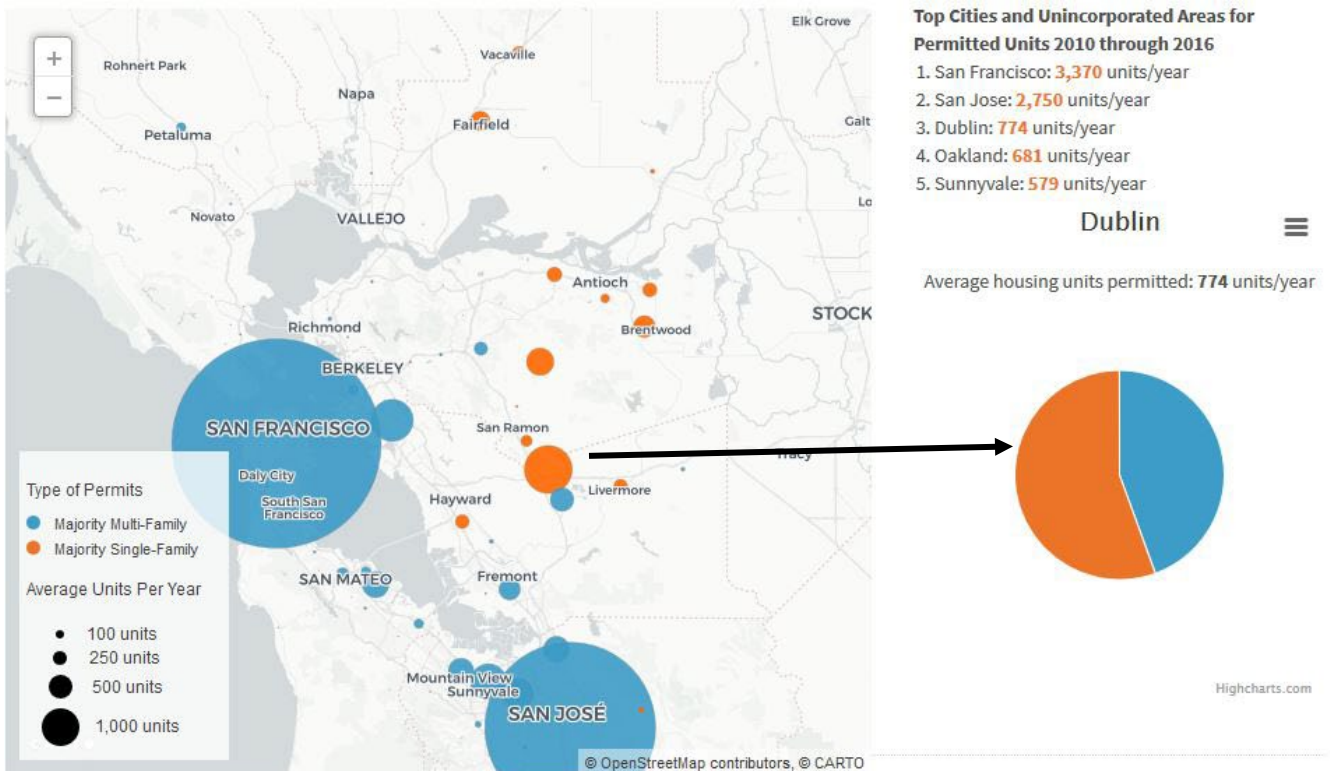 +
−
Rohnert Park
Petaluma
Napa
Vacaville
Elk Grove
Fairfield
Galt
Novato
VALLEJO
Lo
Antioch
Brentwood
STOCK
Richmond
BERKELEY
SAN FRANCISCO
San Ramon
Tracy
Daly City
South San
Francisco
Hayward
Livermore
SAN MATEO
Fremont
Mountain View
Sunnyvale
SAN JOSÉ
Type of Permits
Majority Multi-Family
Majority Single-Family
Average Units Per Year
100 units
250 units
500 units
1,000 units
© OpenStreetMap contributors, © CARTO
Top Cities and Unincorporated Areas for
Permitted Units 2010 through 2016
1. San Francisco: 3,370 units/year
2. San Jose: 2,750 units/year
3. Dublin: 774 units/year
4. Oakland: 681 units/year
5. Sunnyvale: 579 units/year
Dublin
Average housing units permitted: 774 units/year
Highcharts.com